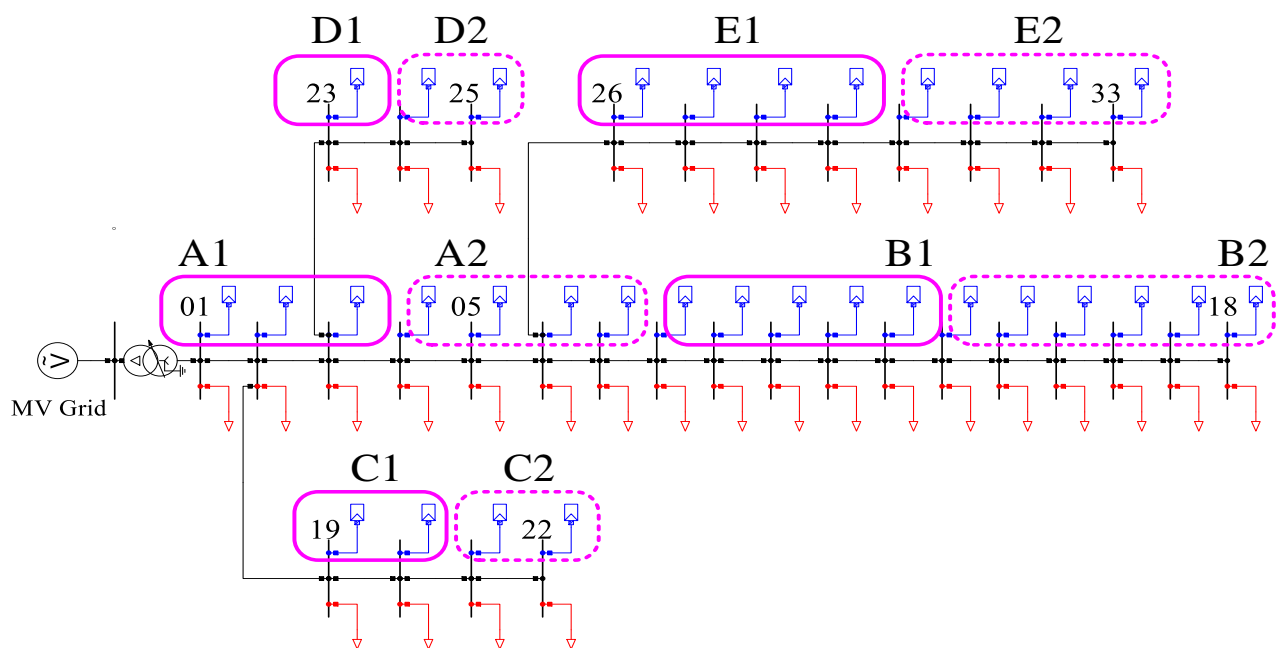 D1 D2 E1 E2
23 25 26 33
A1 A2 B1 B2
01 05 18
~
V
MV Grid
C1 C2
19 22